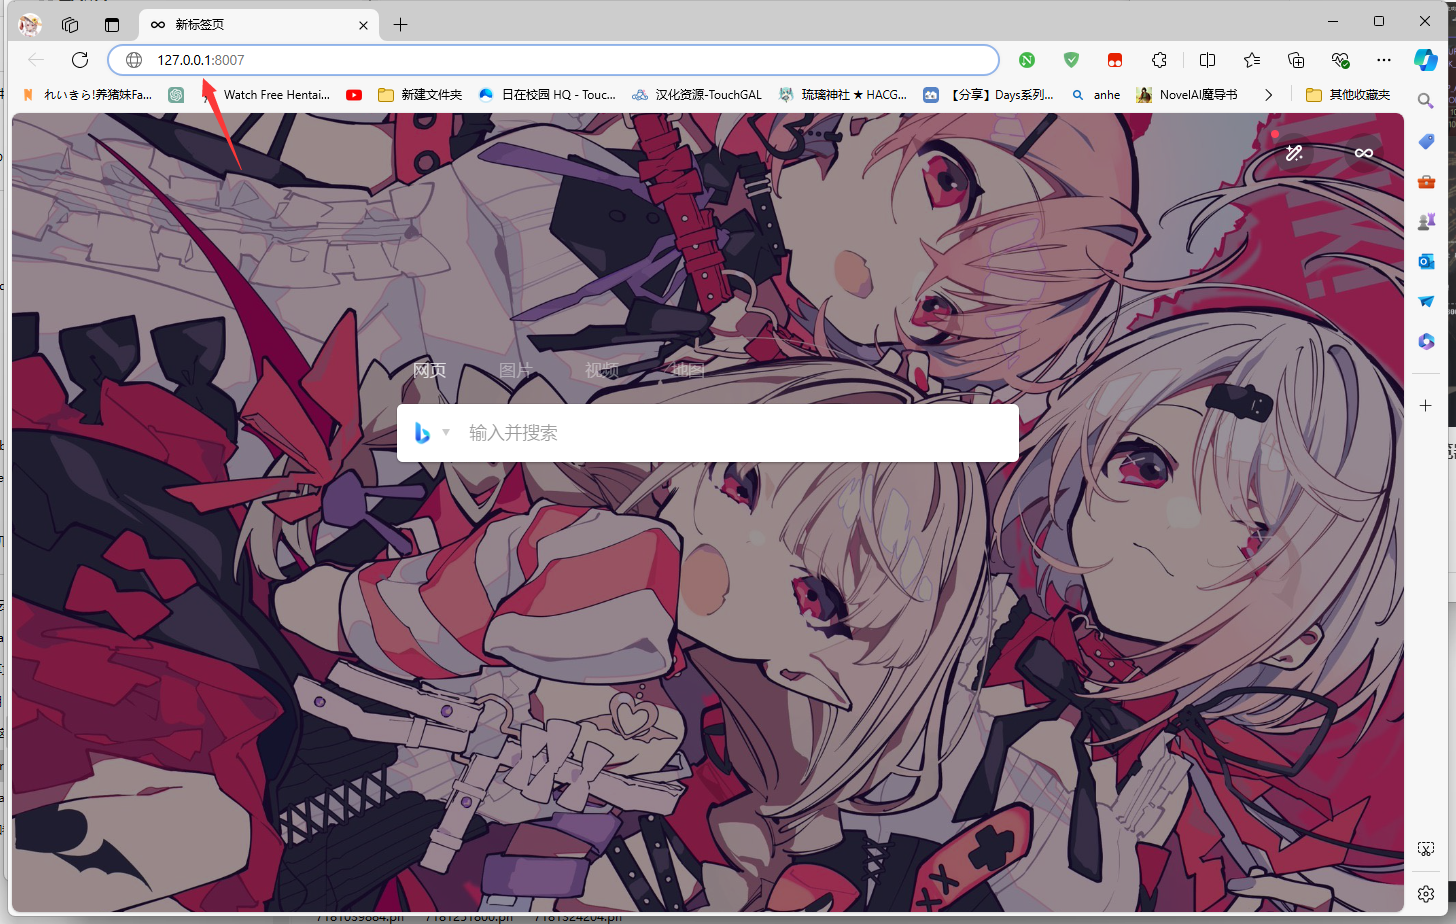 新标签页
127.0.0.1:8007
れいきら!养猪妹Fa...
Watch Free Hentai...
新建文件夹
日在校园 HQ - Touc...
汉化资源-TouchGAL
琉璃神社 ★ HACG...
【分享】Days系列...
anhe
NovelAI魔导书
其他收藏夹
网页
图片
视频
地图
输入并搜索